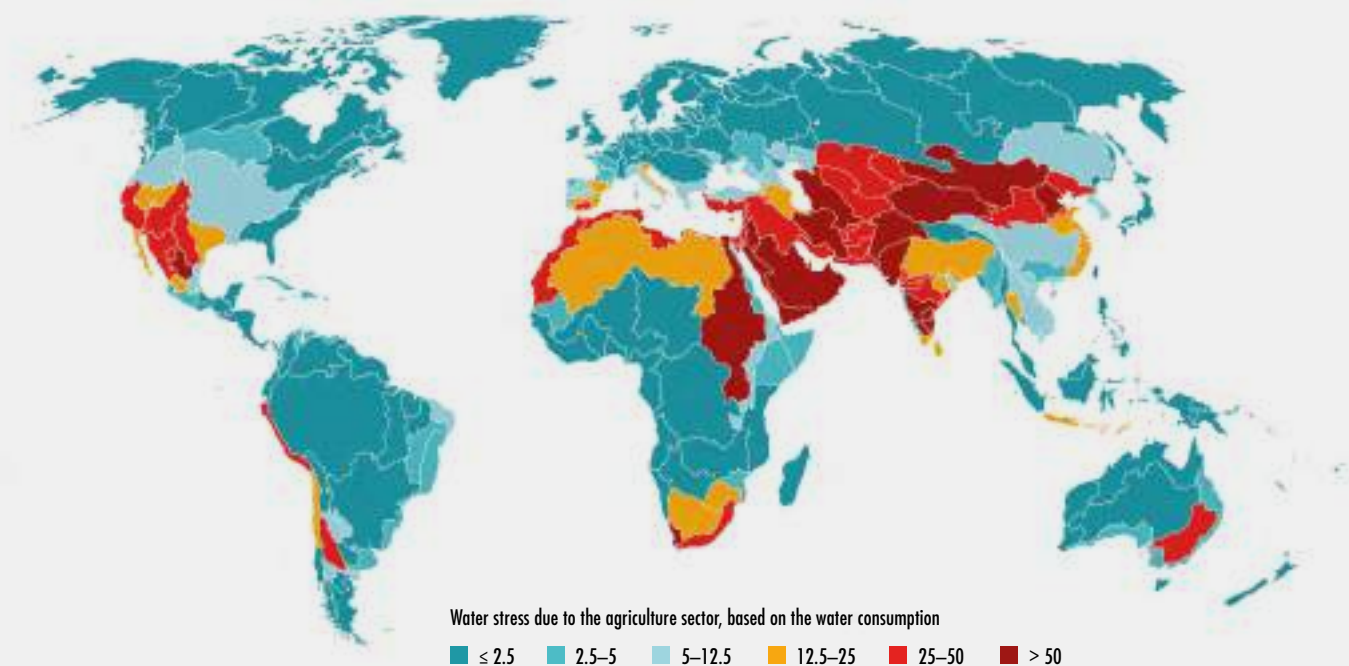 Water stress due to the agriculture sector, based on the water consumption
≤ 2.5 2.5–5 5–12.5 12.5–25 25–50 > 50